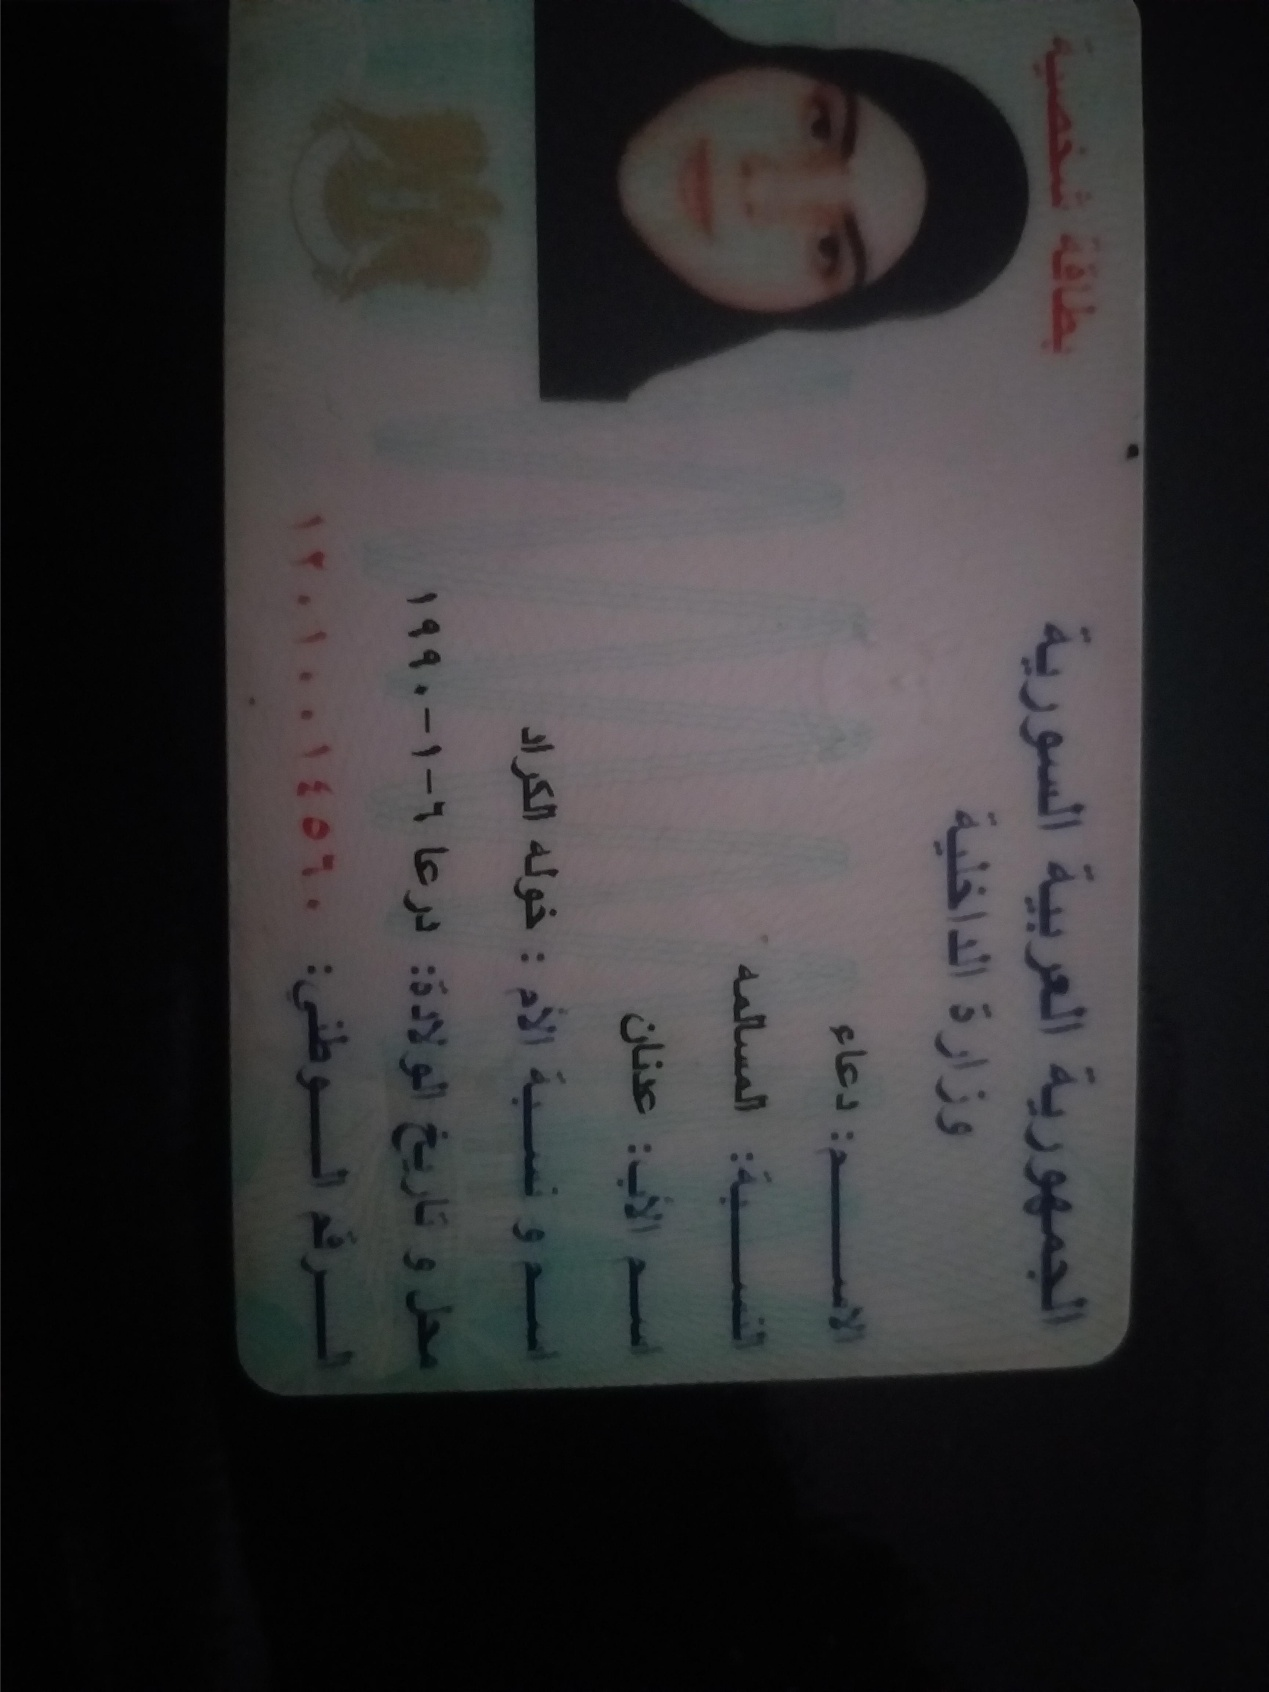 الجمهورية العربية السورية
وزارة الداخلية
بطاقة شخصية
الاسم: دعاء
النسبة: المسالمه
اسم الأب: عدنان
اسم و نسبة الأم: خوله الكراد
محل و تاريخ الولادة: درعا ٦-١-١٩٩٠
الرقم الوطني: ١٢٠١٠٠١٤٥٦٠